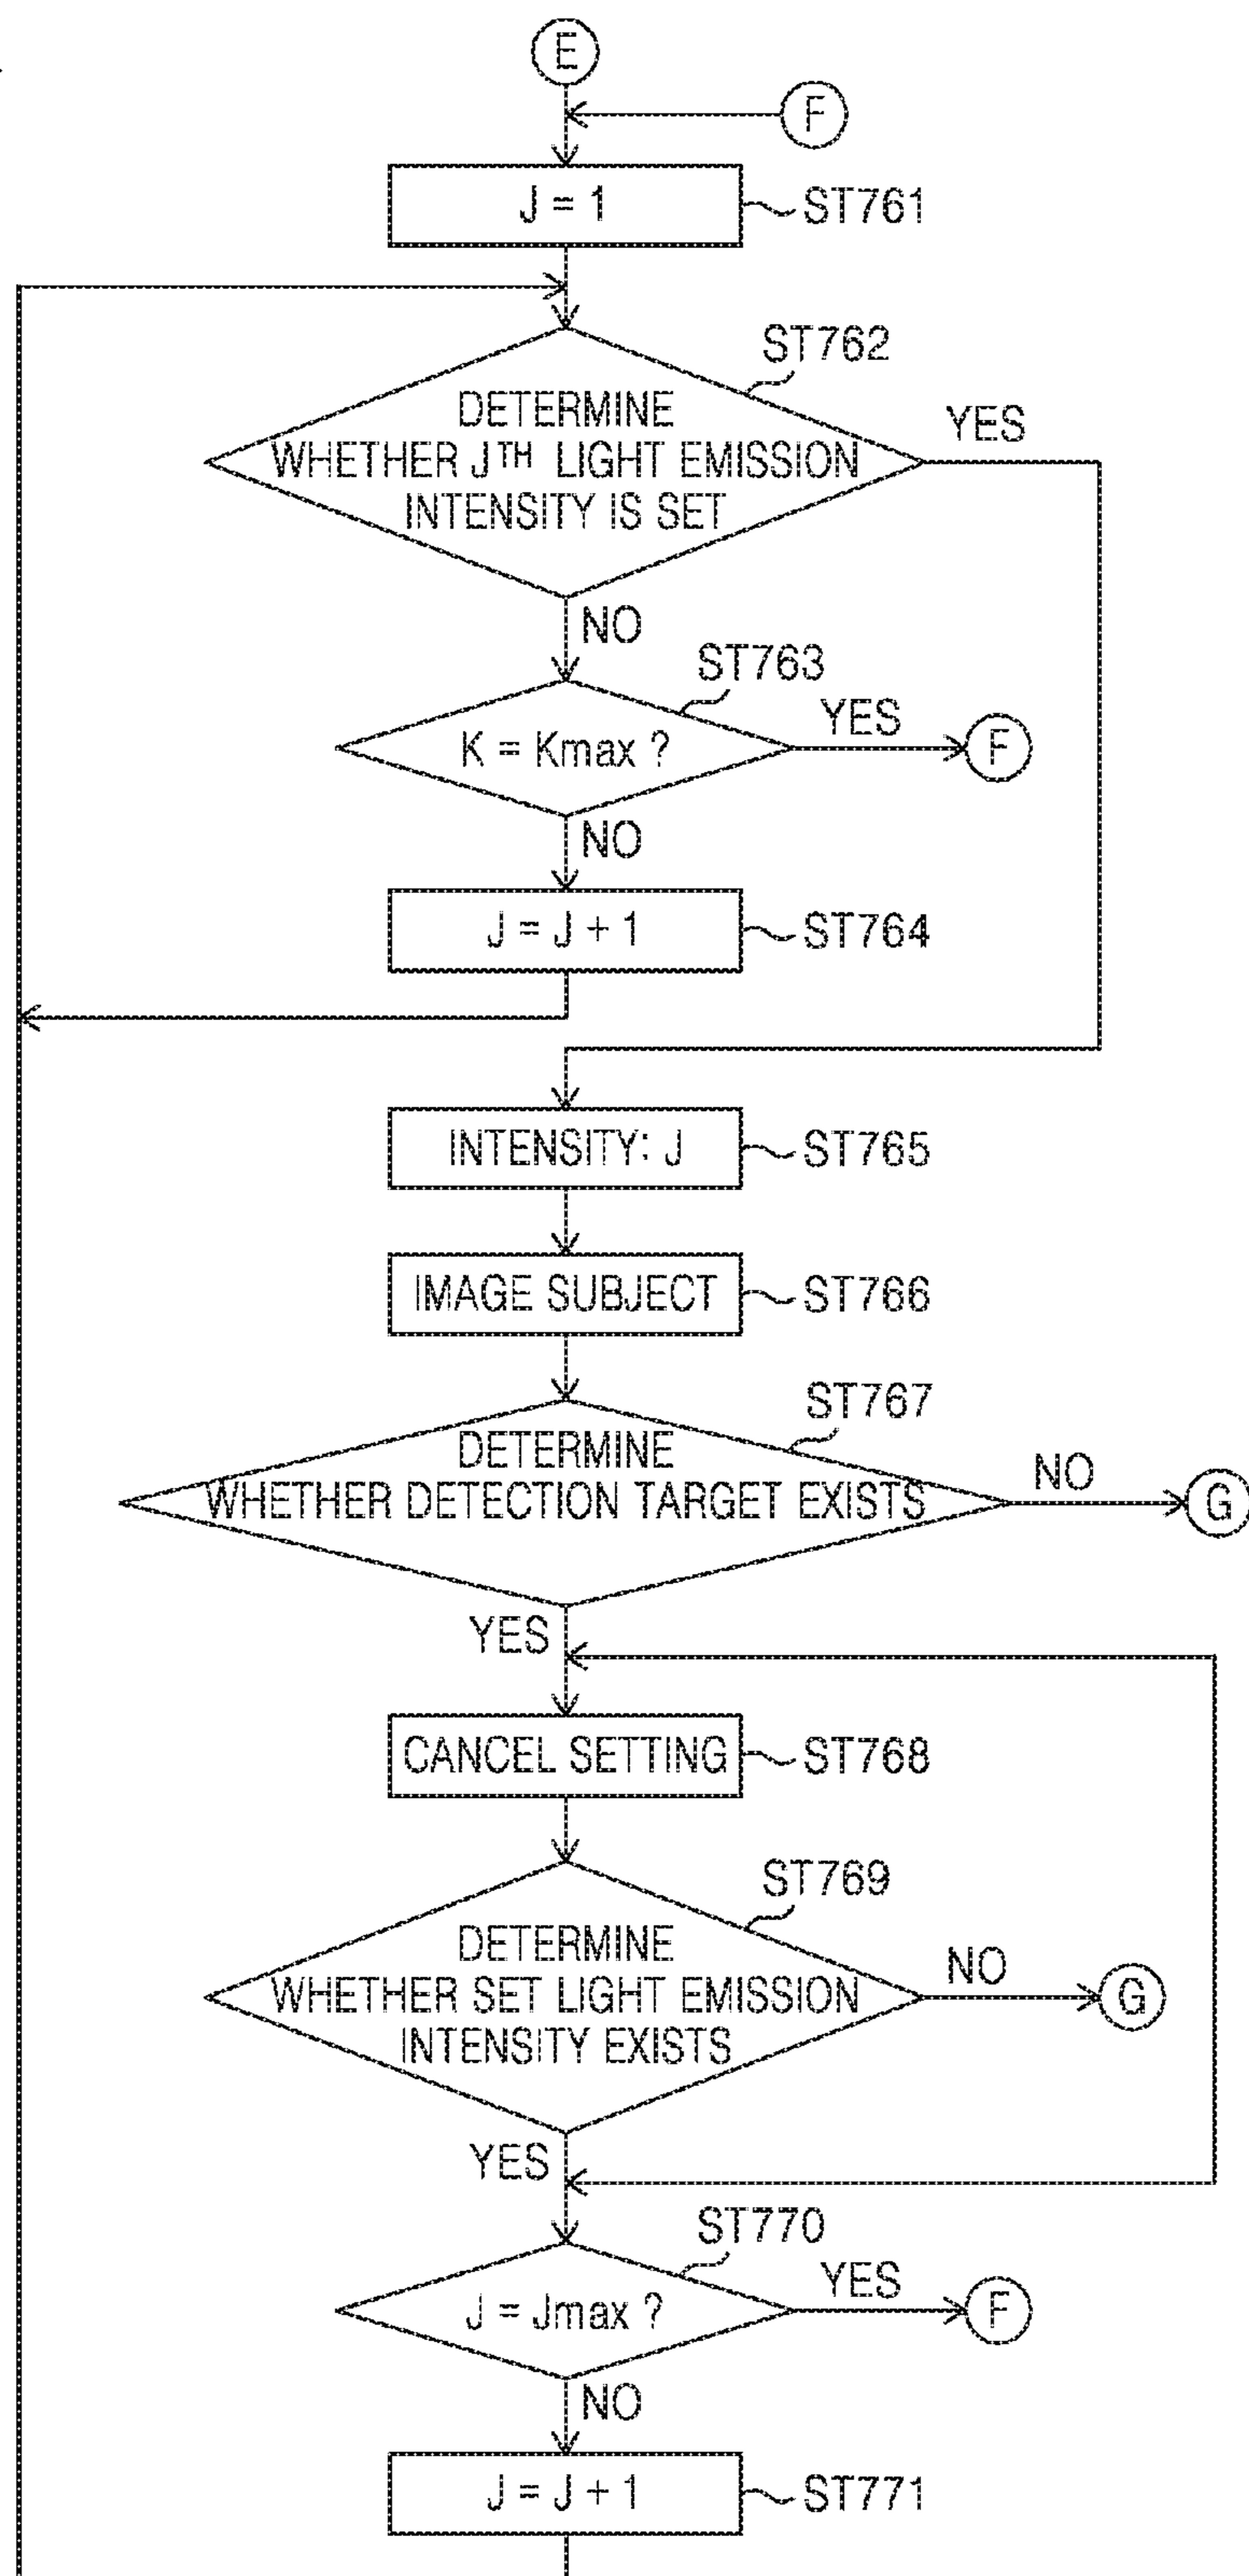 E
F
J = 1
ST761
ST762
DETERMINE
WHETHER JTH LIGHT EMISSION
INTENSITY IS SET
YES
NO
ST763
K = Kmax ?
YES
F
NO
J = J + 1
ST764
INTENSITY: J
ST765
IMAGE SUBJECT
ST766
ST767
DETERMINE
WHETHER DETECTION TARGET EXISTS
NO
G
YES
CANCEL SETTING
ST768
ST769
DETERMINE
WHETHER SET LIGHT EMISSION
INTENSITY EXISTS
NO
G
YES
ST770
J = Jmax ?
YES
F
NO
J = J + 1
ST771